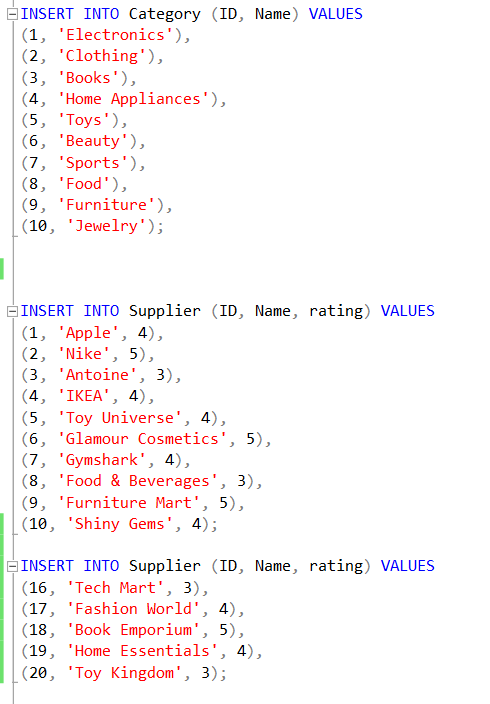 INSERT INTO Category (ID, Name) VALUES
(1, 'Electronics'),
(2, 'Clothing'),
(3, 'Books'),
(4, 'Home Appliances'),
(5, 'Toys'),
(6, 'Beauty'),
(7, 'Sports'),
(8, 'Food'),
(9, 'Furniture'),
(10, 'Jewelry');
INSERT INTO Supplier (ID, Name, rating) VALUES
(1, 'Apple', 4),
(2, 'Nike', 5),
(3, 'Antoine', 3),
(4, 'IKEA', 4),
(5, 'Toy Universe', 4),
(6, 'Glamour Cosmetics', 5),
(7, 'Gymshark', 4),
(8, 'Food & Beverages', 3),
(9, 'Furniture Mart', 5),
(10, 'Shiny Gems', 4);
INSERT INTO Supplier (ID, Name, rating) VALUES
(16, 'Tech Mart', 3),
(17, 'Fashion World', 4),
(18, 'Book Emporium', 5),
(19, 'Home Essentials', 4),
(20, 'Toy Kingdom', 3);